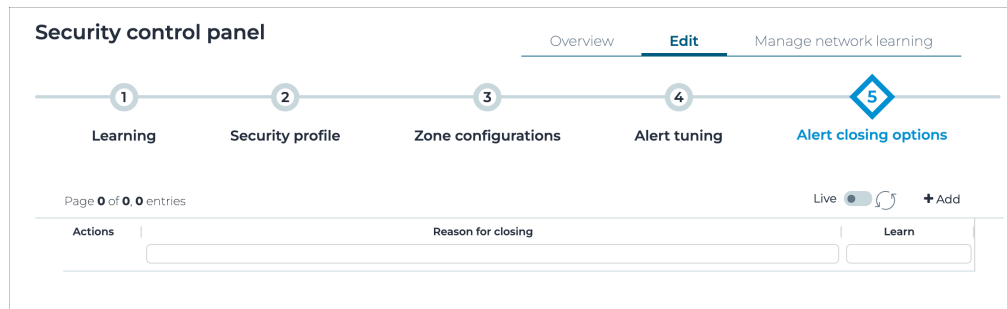 Security control panel
Overview Edit Manage network learning
1 2 3 4 5
Learning Security profile Zone configurations Alert tuning Alert closing options
Page 0 of 0, 0 entries Live + Add
Actions Reason for closing Learn